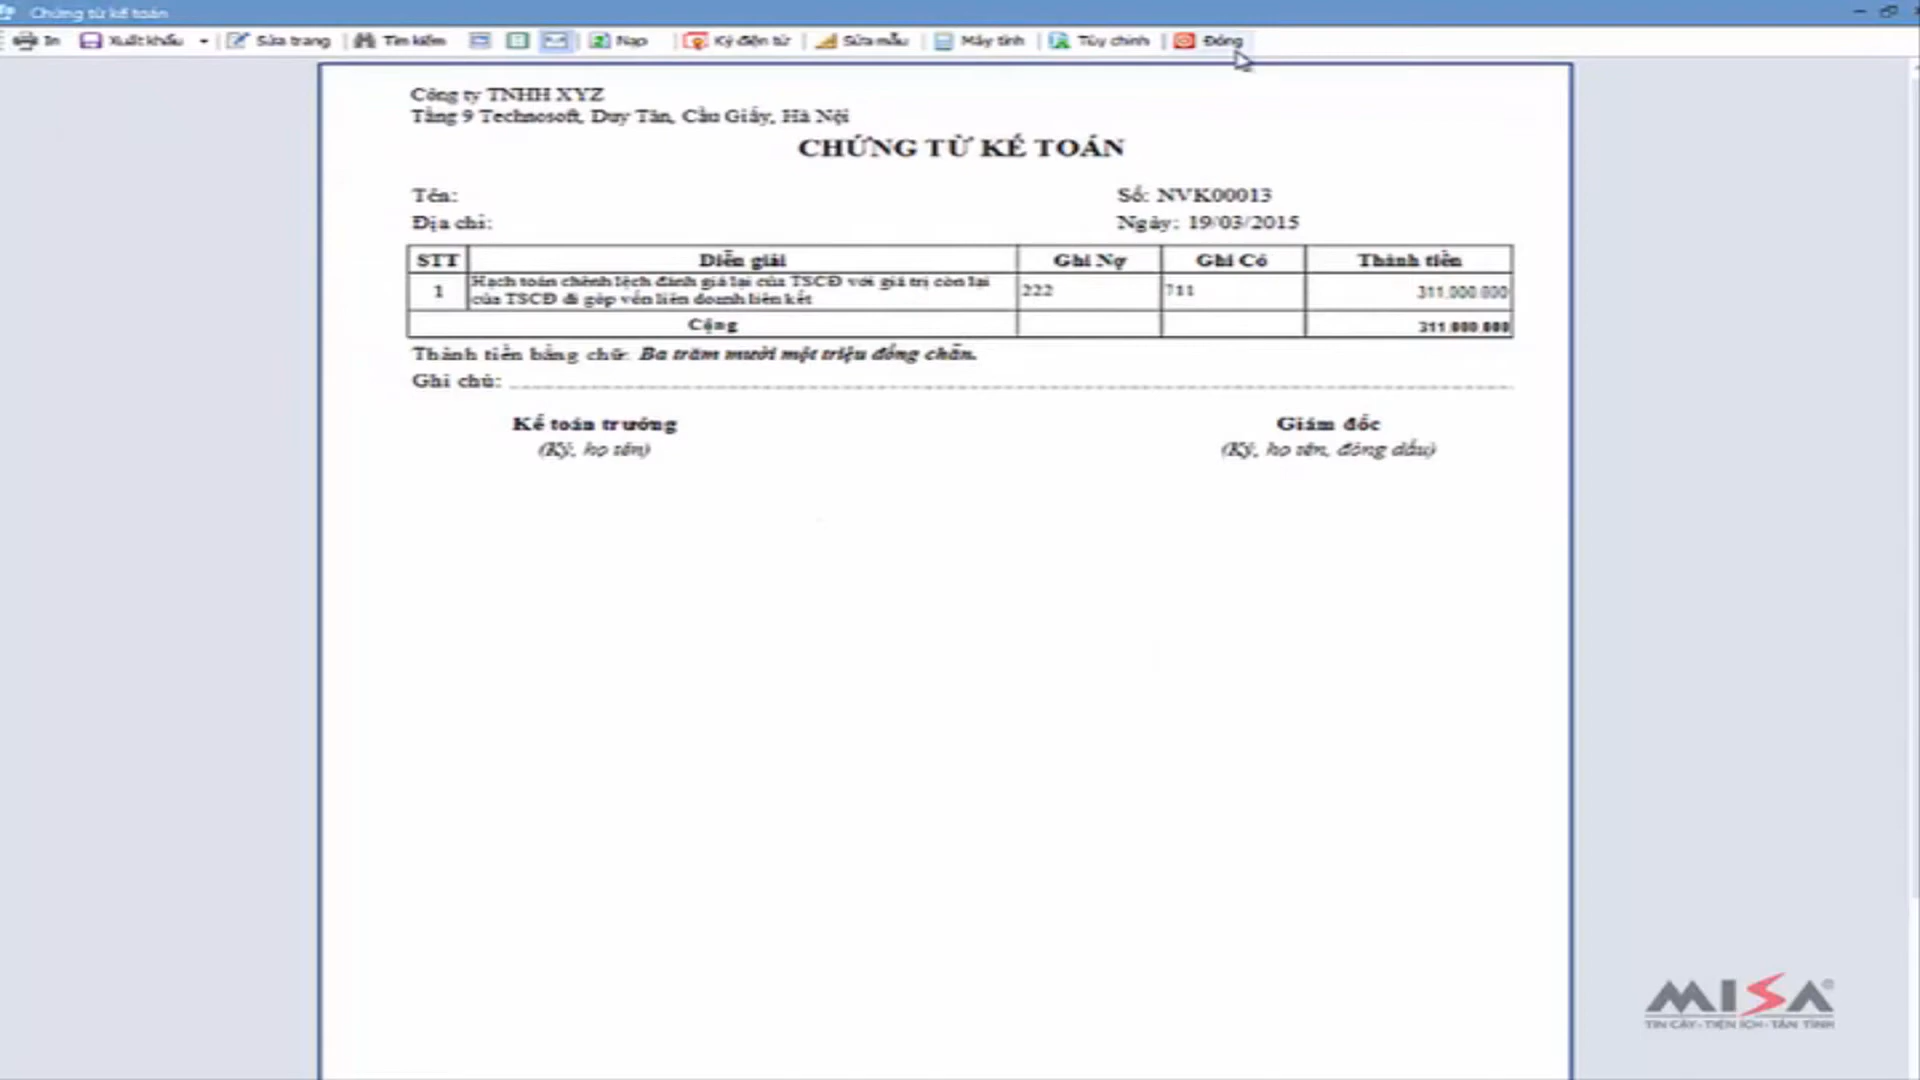 Chứng từ kế toán
In Xuất khẩu Sửa trang Tìm kiếm Nạp Ký điện tử Sửa mẫu Máy tính Tùy chỉnh Đóng
Công ty TNHH XYZ
Tầng 9 Technosoft, Duy Tân, Cầu Giấy, Hà Nội
CHỨNG TỪ KẾ TOÁN
Tên: Số: NVK00013
Địa chỉ: Ngày: 19/03/2015
STT Diễn giải Ghi Nợ Ghi Có Thành tiền
1 Hạch toán chênh lệch đánh giá lại của TSCĐ với giá trị còn lại 222 711 311.000.000
của TSCĐ đi góp vốn liên doanh liên kết
Cộng 311.000.000
Thành tiền bằng chữ: Ba trăm mười một triệu đồng chẵn.
Ghi chú:
Kế toán trưởng Giám đốc
(Ký, họ tên) (Ký, họ tên, đóng dấu)
MISA®
TIN CẬY - TIỆN ÍCH - TẬN TÌNH